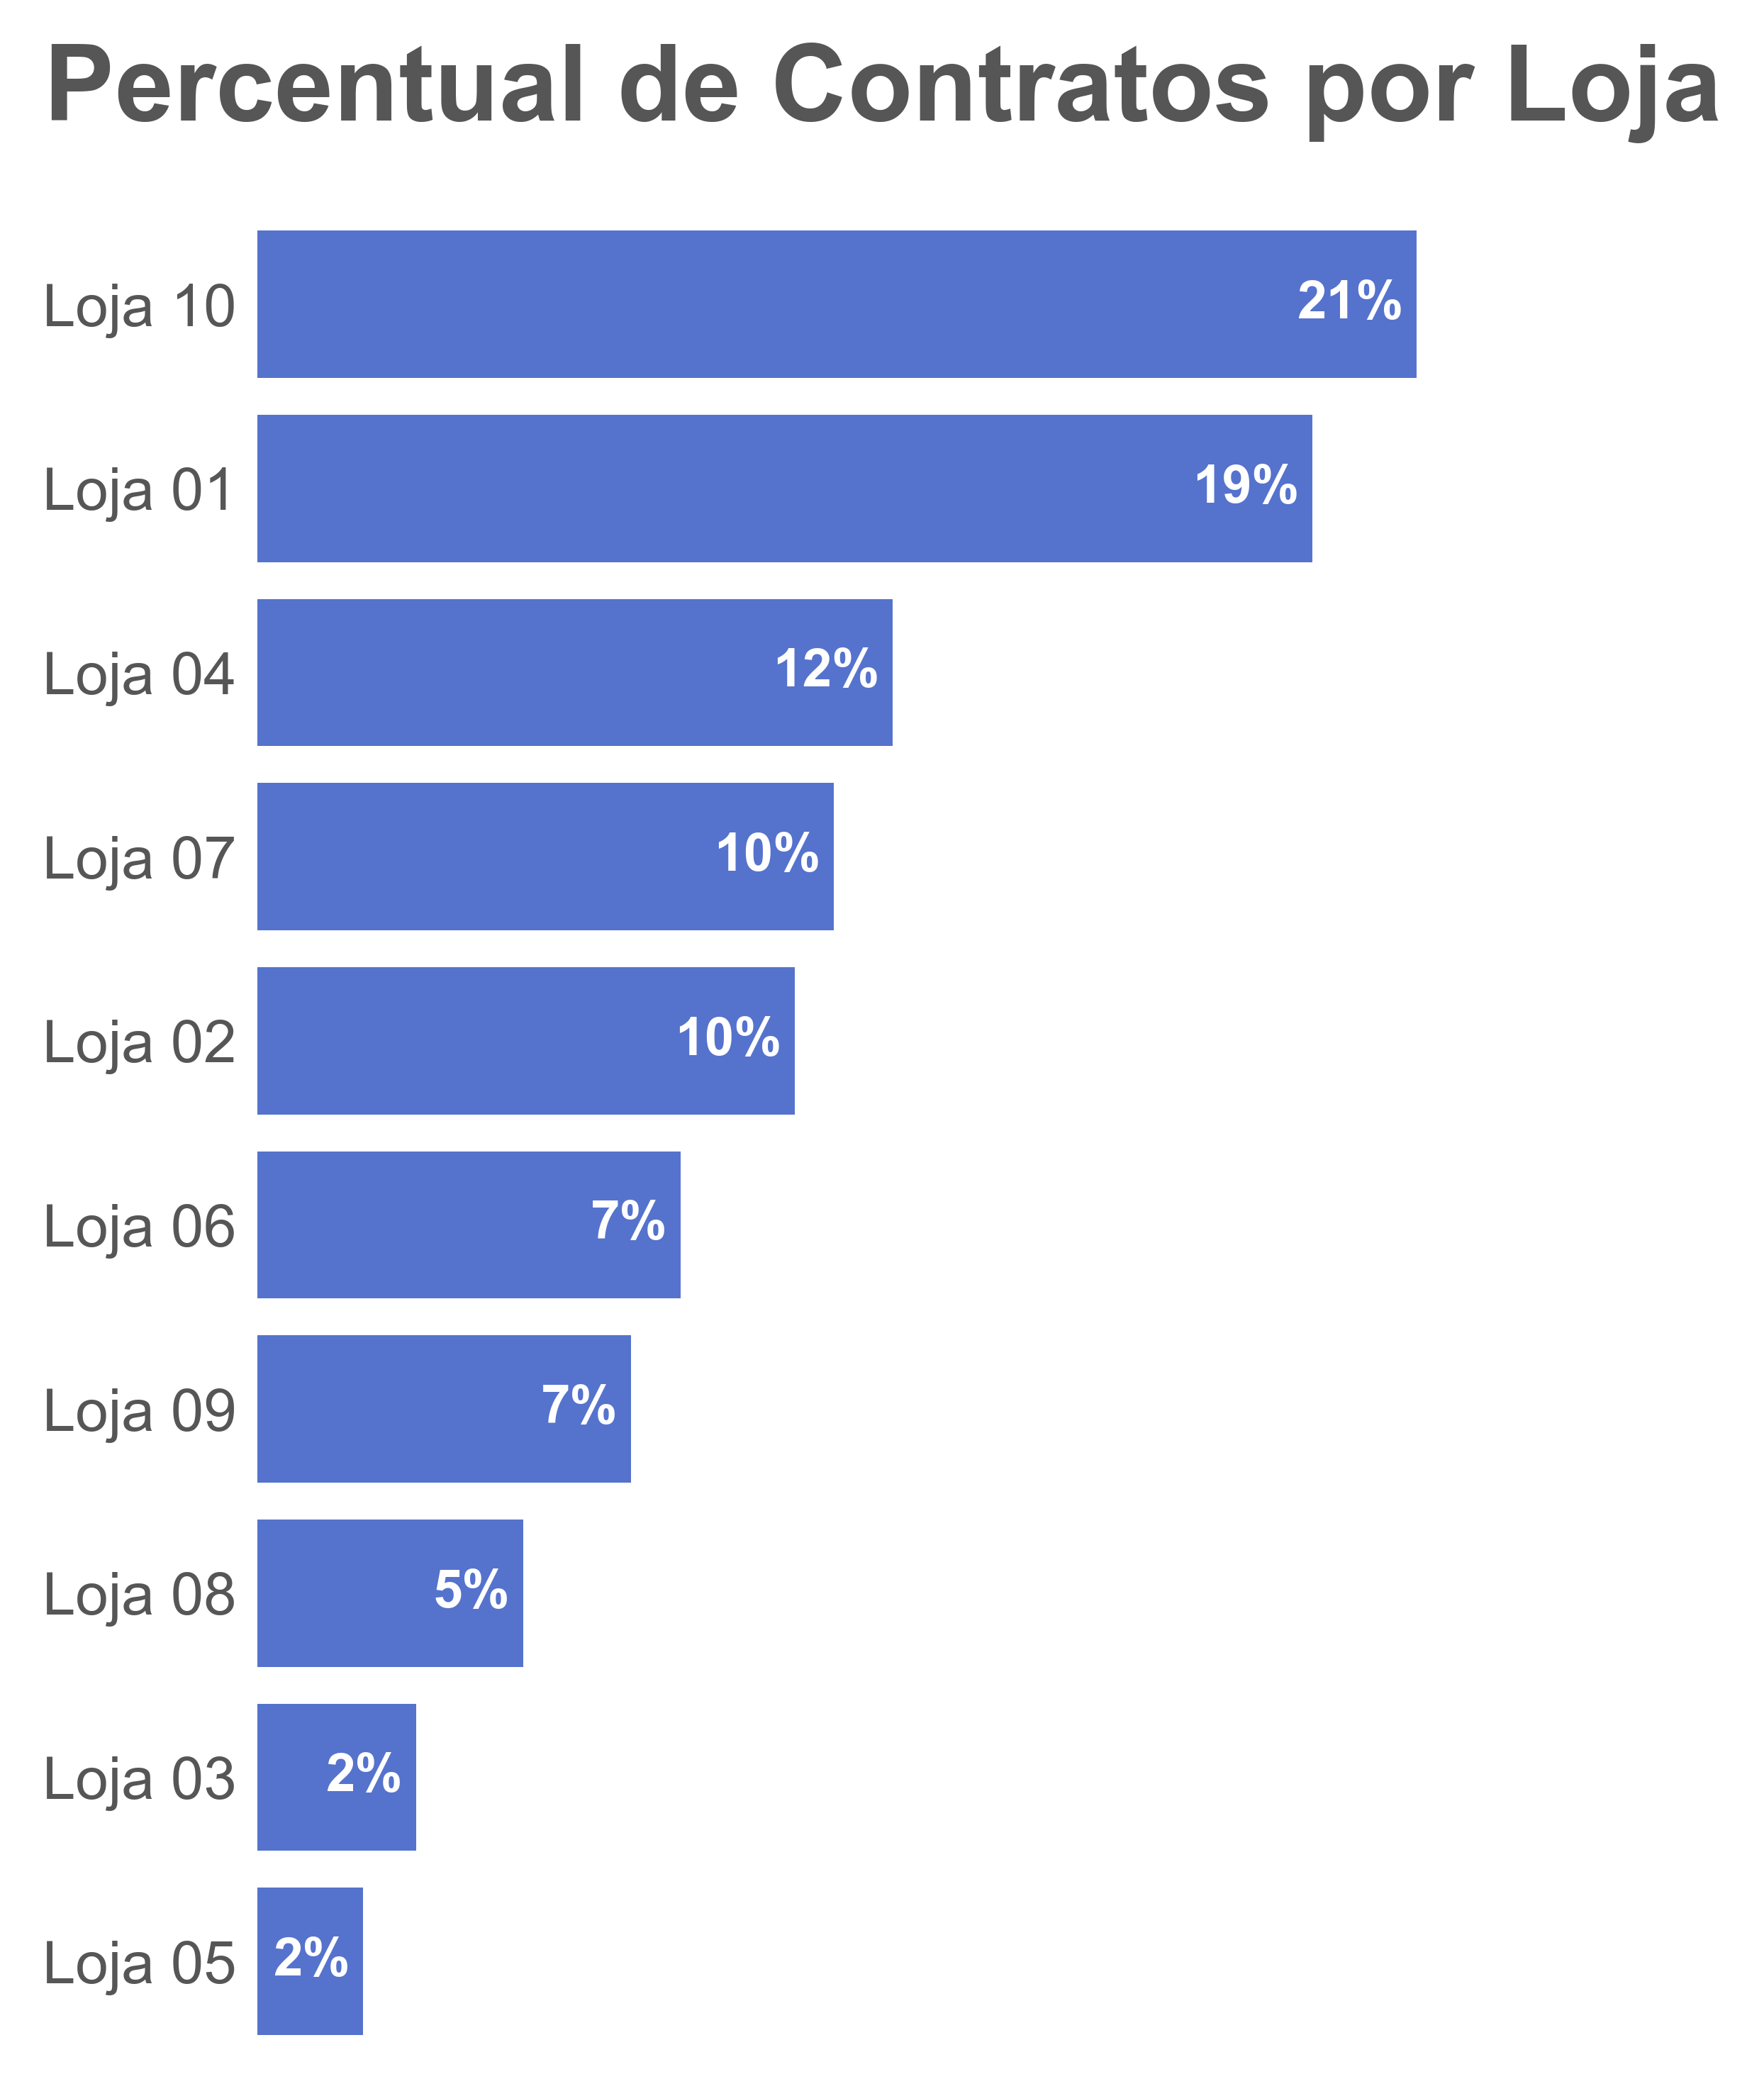 Percentual de Contratos por Loja
Loja 10 21%
Loja 01 19%
Loja 04 12%
Loja 07 10%
Loja 02 10%
Loja 06 7%
Loja 09 7%
Loja 08 5%
Loja 03 2%
Loja 05 2%